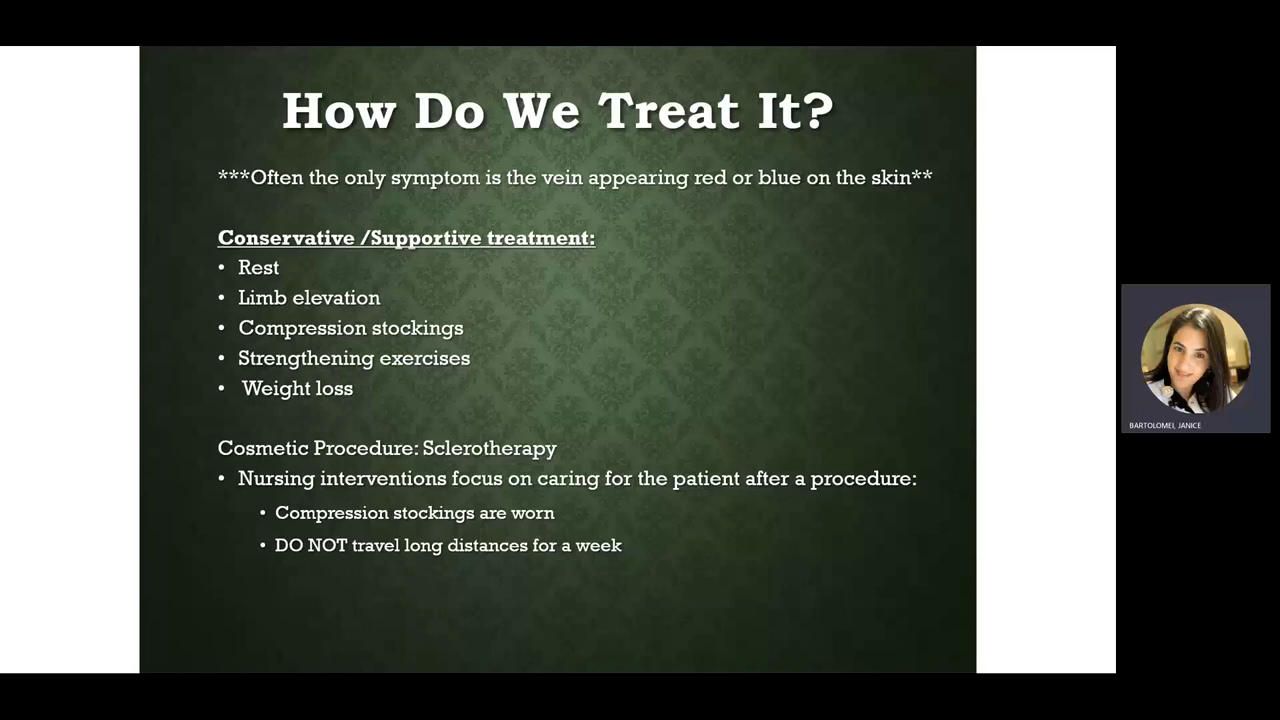 How Do We Treat It?
***Often the only symptom is the vein appearing red or blue on the skin**
Conservative /Supportive treatment:
• Rest
• Limb elevation
• Compression stockings
• Strengthening exercises
• Weight loss
Cosmetic Procedure: Sclerotherapy
• Nursing interventions focus on caring for the patient after a procedure:
• Compression stockings are worn
• DO NOT travel long distances for a week
BARTOLOMEI, JANICE